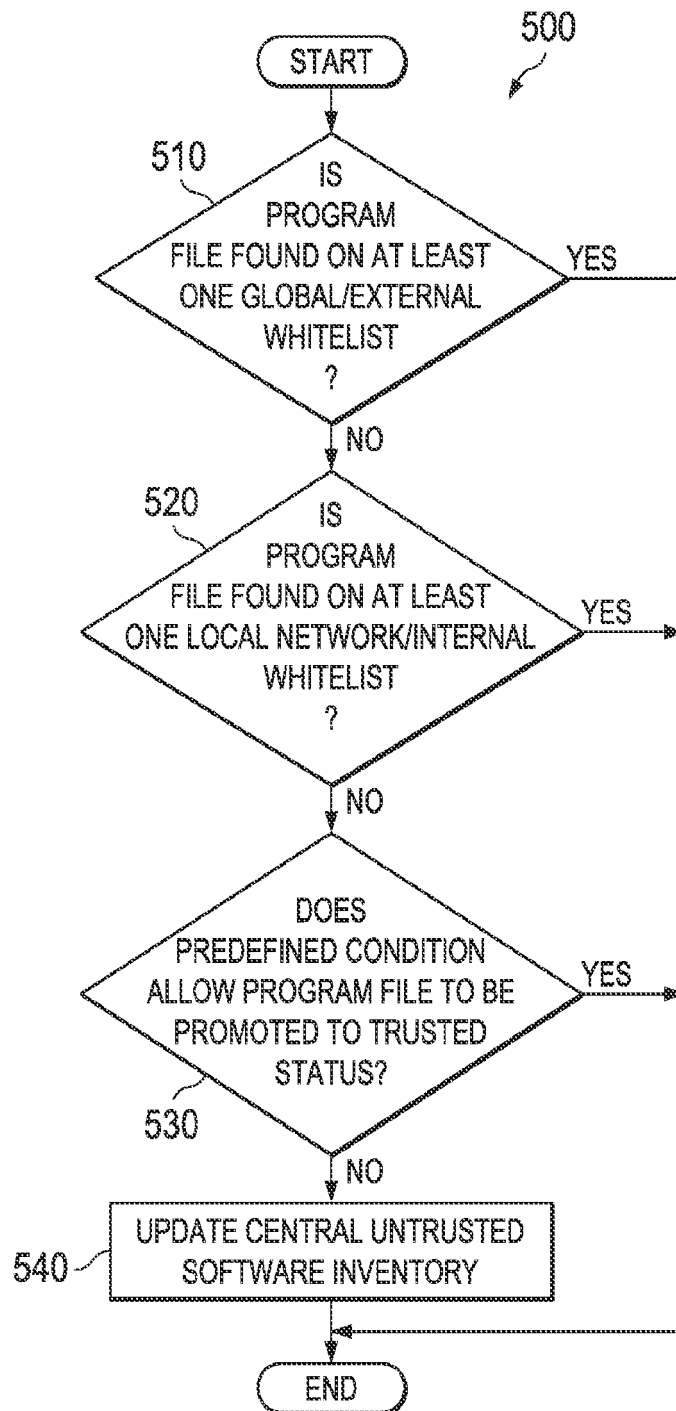 START
500
510
IS
PROGRAM
FILE FOUND ON AT LEAST
ONE GLOBAL/EXTERNAL
WHITELIST
?
YES
NO
520
IS
PROGRAM
FILE FOUND ON AT LEAST
ONE LOCAL NETWORK/INTERNAL
WHITELIST
?
YES
NO
DOES
PREDEFINED CONDITION
ALLOW PROGRAM FILE TO BE
PROMOTED TO TRUSTED
STATUS?
YES
530
NO
540
UPDATE CENTRAL UNTRUSTED
SOFTWARE INVENTORY
END